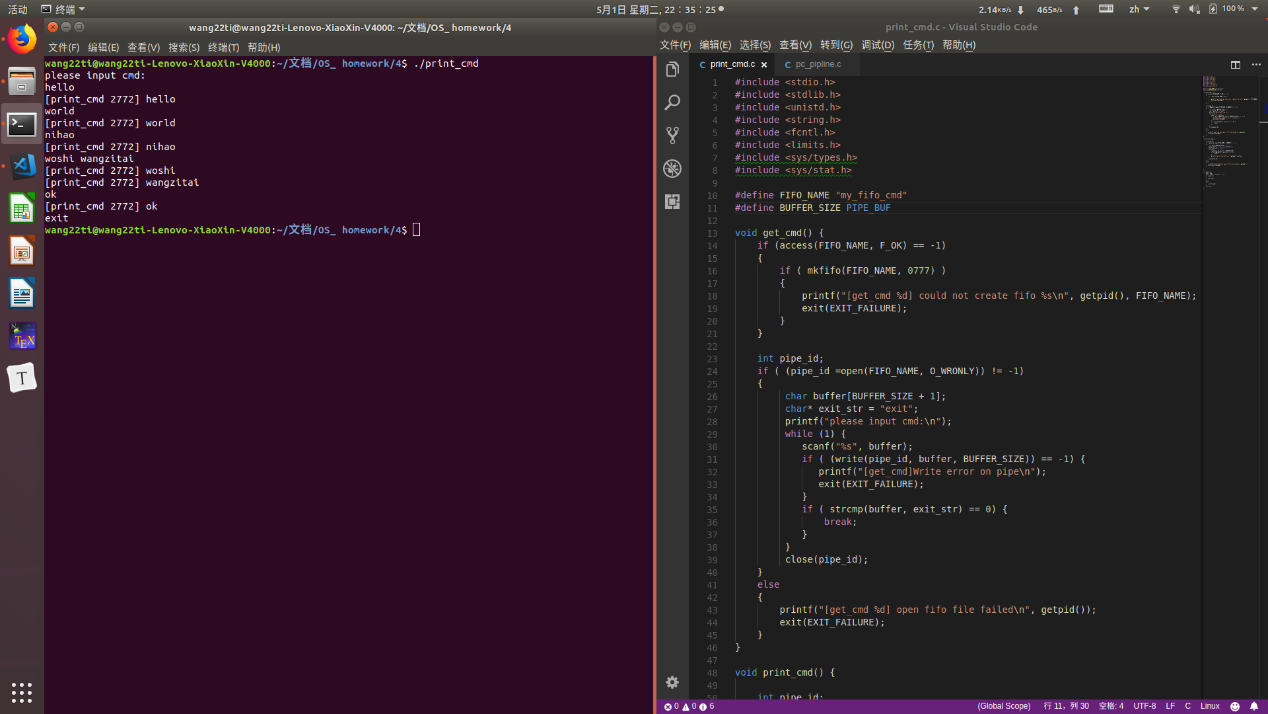 活动 终端 5月1日 星期二, 22：35：25 2.14KB/s 465B/s zh 100%
wang22ti@wang22ti-Lenovo-XiaoXin-V4000: ~/文档/OS_ homework/4
文件(F) 编辑(E) 查看(V) 搜索(S) 终端(T) 帮助(H)
wang22ti@wang22ti-Lenovo-XiaoXin-V4000:~/文档/OS_ homework/4$ ./print_cmd
please input cmd:
hello
[print_cmd 2772] hello
world
[print_cmd 2772] world
nihao
[print_cmd 2772] nihao
woshi wangzitai
[print_cmd 2772] woshi
[print_cmd 2772] wangzitai
ok
[print_cmd 2772] ok
exit
wang22ti@wang22ti-Lenovo-XiaoXin-V4000:~/文档/OS_ homework/4$
print_cmd.c - Visual Studio Code
文件(F) 编辑(E) 选择(S) 查看(V) 转到(G) 调试(D) 任务(T) 帮助(H)
C print_cmd.c C pc_pipline.c
1 #include <stdio.h>
2 #include <stdlib.h>
3 #include <unistd.h>
4 #include <string.h>
5 #include <fcntl.h>
6 #include <limits.h>
7 #include <sys/types.h>
8 #include <sys/stat.h>
9
10 #define FIFO_NAME "my_fifo_cmd"
11 #define BUFFER_SIZE PIPE_BUF
12
13 void get_cmd() {
14 if (access(FIFO_NAME, F_OK) == -1)
15 {
16 if ( mkfifo(FIFO_NAME, 0777) )
17 {
18 printf("[get_cmd %d] could not create fifo %s\n", getpid(), FIFO_NAME);
19 exit(EXIT_FAILURE);
20 }
21 }
22
23 int pipe_id;
24 if ( (pipe_id =open(FIFO_NAME, O_WRONLY)) != -1)
25 {
26 char buffer[BUFFER_SIZE + 1];
27 char* exit_str = "exit";
28 printf("please input cmd:\n");
29 while (1) {
30 scanf("%s", buffer);
31 if ( (write(pipe_id, buffer, BUFFER_SIZE)) == -1) {
32 printf("[get_cmd]Write error on pipe\n");
33 exit(EXIT_FAILURE);
34 }
35 if ( strcmp(buffer, exit_str) == 0) {
36 break;
37 }
38 }
39 close(pipe_id);
40 }
41 else
42 {
43 printf("[get_cmd %d] open fifo file failed\n", getpid());
44 exit(EXIT_FAILURE);
45 }
46 }
47
48 void print_cmd() {
49
50 int pipe_id;
0 0 6 (Global Scope) 行 11，列 30 空格: 4 UTF-8 LF C Linux
TEX
T